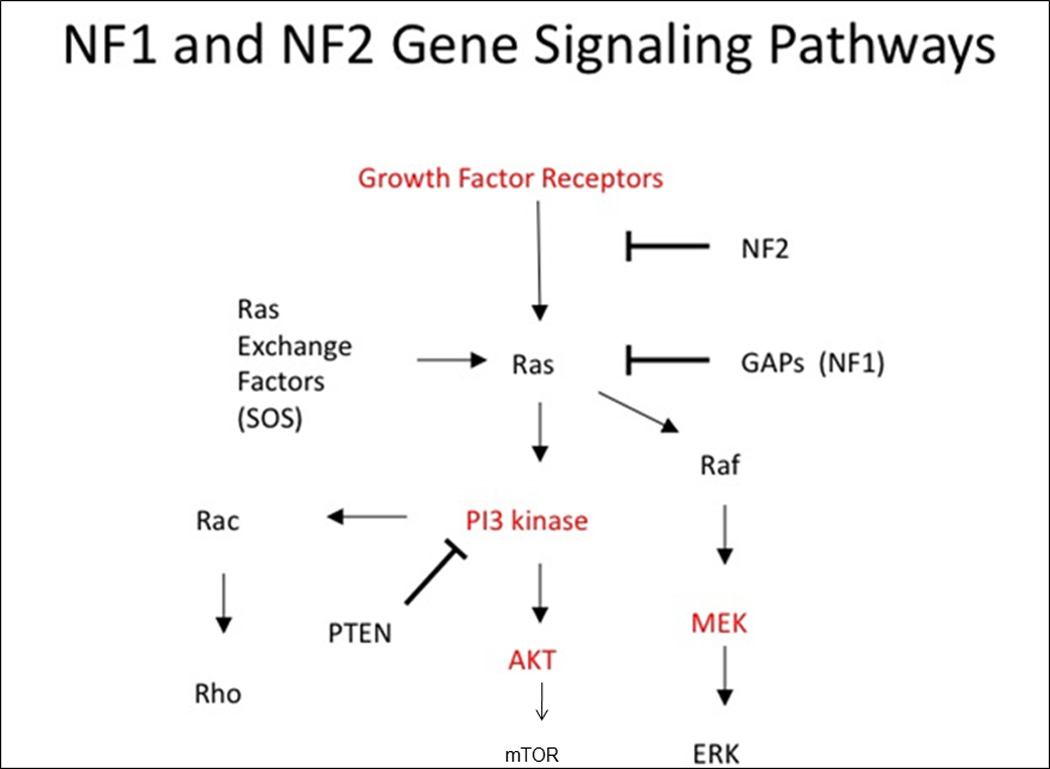 NF1 and NF2 Gene Signaling Pathways
Growth Factor Receptors
NF2
Ras
Exchange
Factors
(SOS)
Ras
GAPs (NF1)
Raf
Rac
PI3 kinase
PTEN
MEK
AKT
Rho
mTOR
ERK